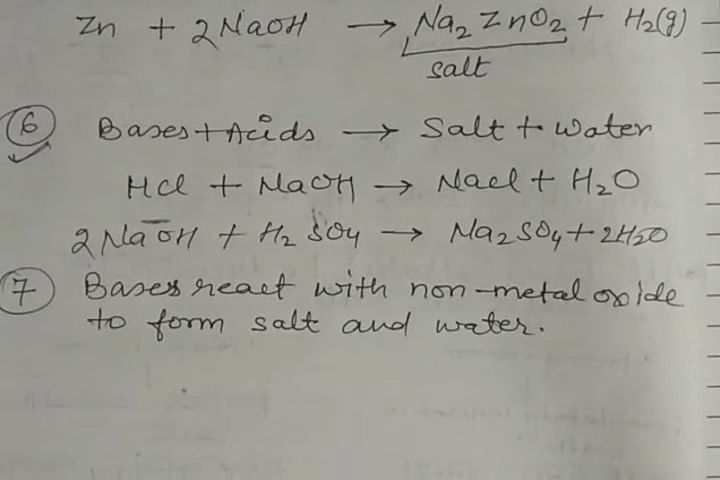 Zn + 2NaOH → Na2ZnO2 + H2(g)
salt
6 Bases + Acids → Salt + Water
HCl + NaOH → NaCl + H2O
2NaOH + H2SO4 → Na2SO4 + 2H2O
7 Bases react with non-metal oxide
to form salt and water.